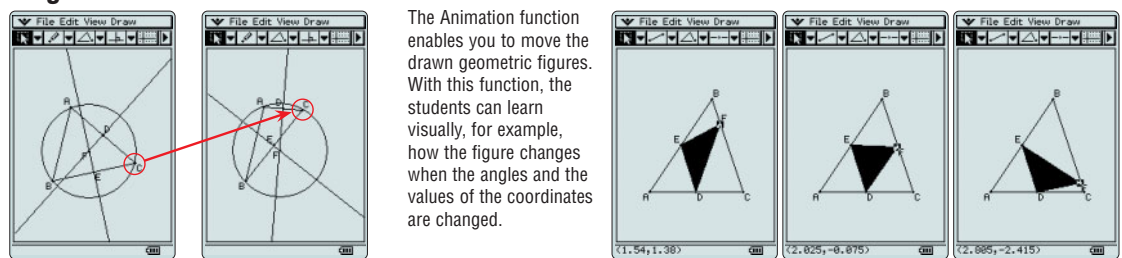 File Edit View Draw
A
D
F
C
E
B
File Edit View Draw
A
D
C
E
F
B
The Animation function
enables you to move the
drawn geometric figures.
With this function, the
students can learn
visually, for example,
how the figure changes
when the angles and the
values of the coordinates
are changed.
File Edit View Draw
B
F
E
A
D
C
(1.54,1.38)
File Edit View Draw
B
E
F
A
D
C
(2.025,-0.075)
File Edit View Draw
B
E
A
D
C
(2.805,-2.415)